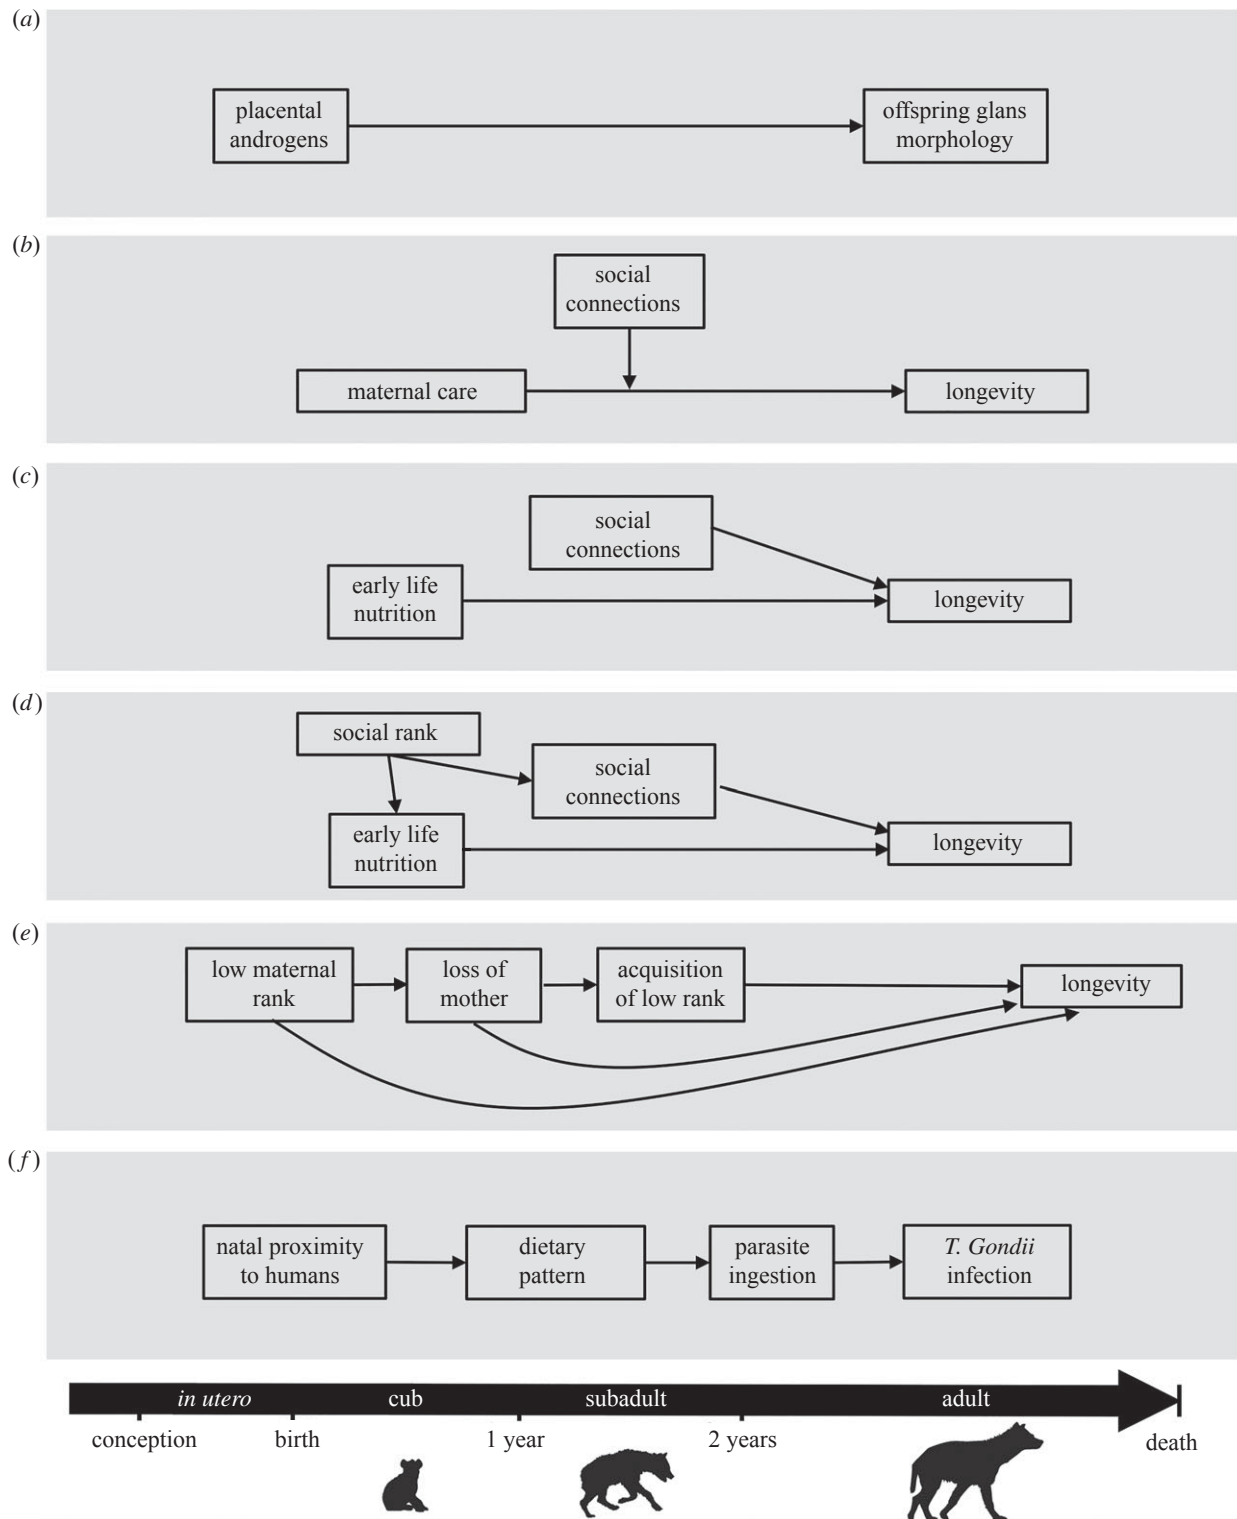 (a)
placental
androgens
offspring glans
morphology
(b)
social
connections
maternal care
longevity
(c)
social
connections
early life
nutrition
longevity
(d)
social rank
social
connections
early life
nutrition
longevity
(e)
low maternal
rank
loss of
mother
acquisition
of low rank
longevity
(f)
natal proximity
to humans
dietary
pattern
parasite
ingestion
T. Gondii
infection
in utero
cub
subadult
adult
conception
birth
1 year
2 years
death